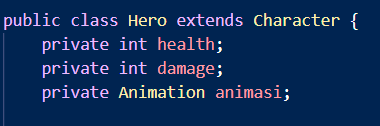 public class Hero extends Character {
    private int health;
    private int damage;
    private Animation animasi;